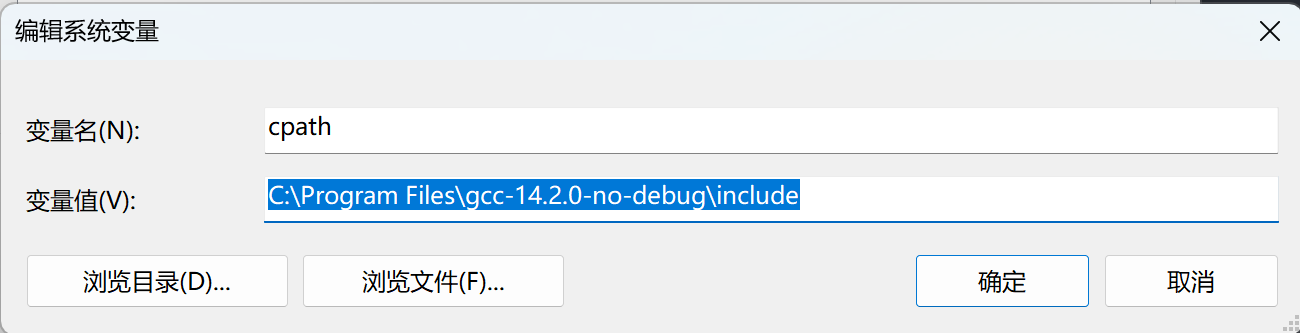 编辑系统变量
变量名(N):
cpath
变量值(V):
C:\Program Files\gcc-14.2.0-no-debug\include
浏览目录(D)...
浏览文件(F)...
确定
取消